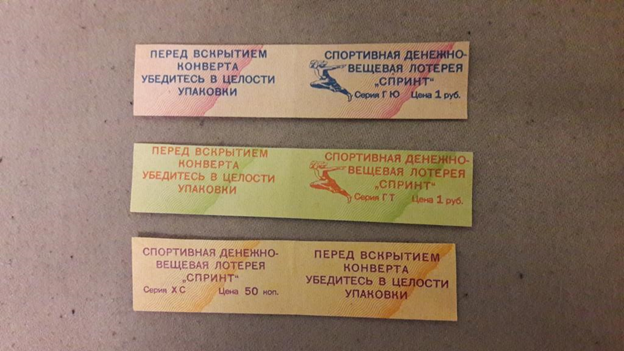 ПЕРЕД ВСКРЫТИЕМ
КОНВЕРТА
УБЕДИТЕСЬ В ЦЕЛОСТИ
УПАКОВКИ
СПОРТИВНАЯ ДЕНЕЖНО-
ВЕЩЕВАЯ ЛОТЕРЕЯ
„СПРИНТ“
Серия Г Ю Цена 1 руб.
ПЕРЕД ВСКРЫТИЕМ
КОНВЕРТА
УБЕДИТЕСЬ В ЦЕЛОСТИ
УПАКОВКИ
СПОРТИВНАЯ ДЕНЕЖНО-
ВЕЩЕВАЯ ЛОТЕРЕЯ
„СПРИНТ“
Серия Г Т Цена 1 руб.
СПОРТИВНАЯ ДЕНЕЖНО-
ВЕЩЕВАЯ ЛОТЕРЕЯ
„СПРИНТ“
Серия Х С Цена 50 коп.
ПЕРЕД ВСКРЫТИЕМ
КОНВЕРТА
УБЕДИТЕСЬ В ЦЕЛОСТИ
УПАКОВКИ